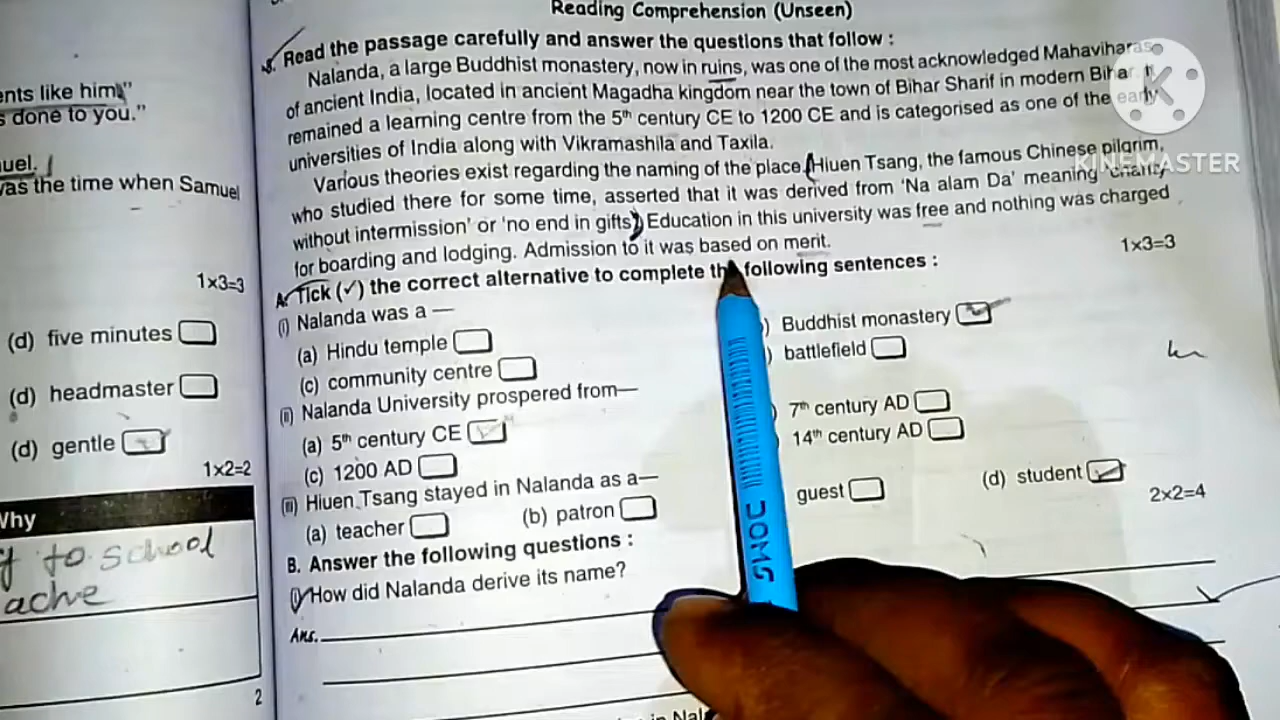 Reading Comprehension (Unseen)
Read the passage carefully and answer the questions that follow :
Nalanda, a large Buddhist monastery, now in ruins, was one of the most acknowledged Mahaviharas
of ancient India, located in ancient Magadha kingdom near the town of Bihar Sharif in modern Bihar. It
remained a learning centre from the 5th century CE to 1200 CE and is categorised as one of the early
universities of India along with Vikramashila and Taxila.
Various theories exist regarding the naming of the place. Hiuen Tsang, the famous Chinese pilgrim,
who studied there for some time, asserted that it was derived from 'Na alam Da' meaning 'charity
without intermission' or 'no end in gifts'. Education in this university was free and nothing was charged
for boarding and lodging. Admission to it was based on merit.
A. Tick (✓) the correct alternative to complete the following sentences :
1x3=3
(i) Nalanda was a —
(a) Hindu temple
) Buddhist monastery
(c) community centre
) battlefield
(ii) Nalanda University prospered from—
(a) 5th century CE
) 7th century AD
(c) 1200 AD
) 14th century AD
(iii) Hiuen Tsang stayed in Nalanda as a—
(a) teacher (b) patron guest (d) student
B. Answer the following questions :
2x2=4
(i) How did Nalanda derive its name?
Ans.
ents like him."
s done to you."
uel.
was the time when Samuel
1x3=3
(d) five minutes
(d) headmaster
(d) gentle
1x2=2
Why
to school
ache
2
in Nal
DOMS
K
KINEMASTER